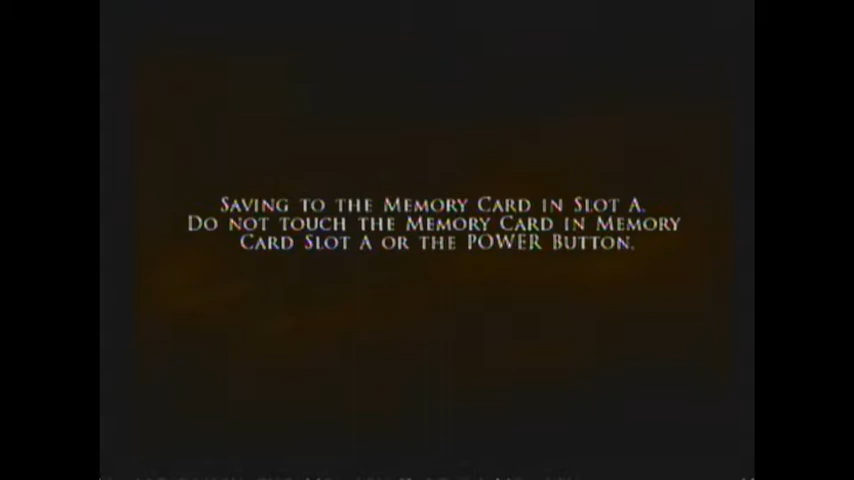 Saving to the Memory Card in Slot A.
Do not touch the Memory Card in Memory
Card Slot A or the POWER Button.